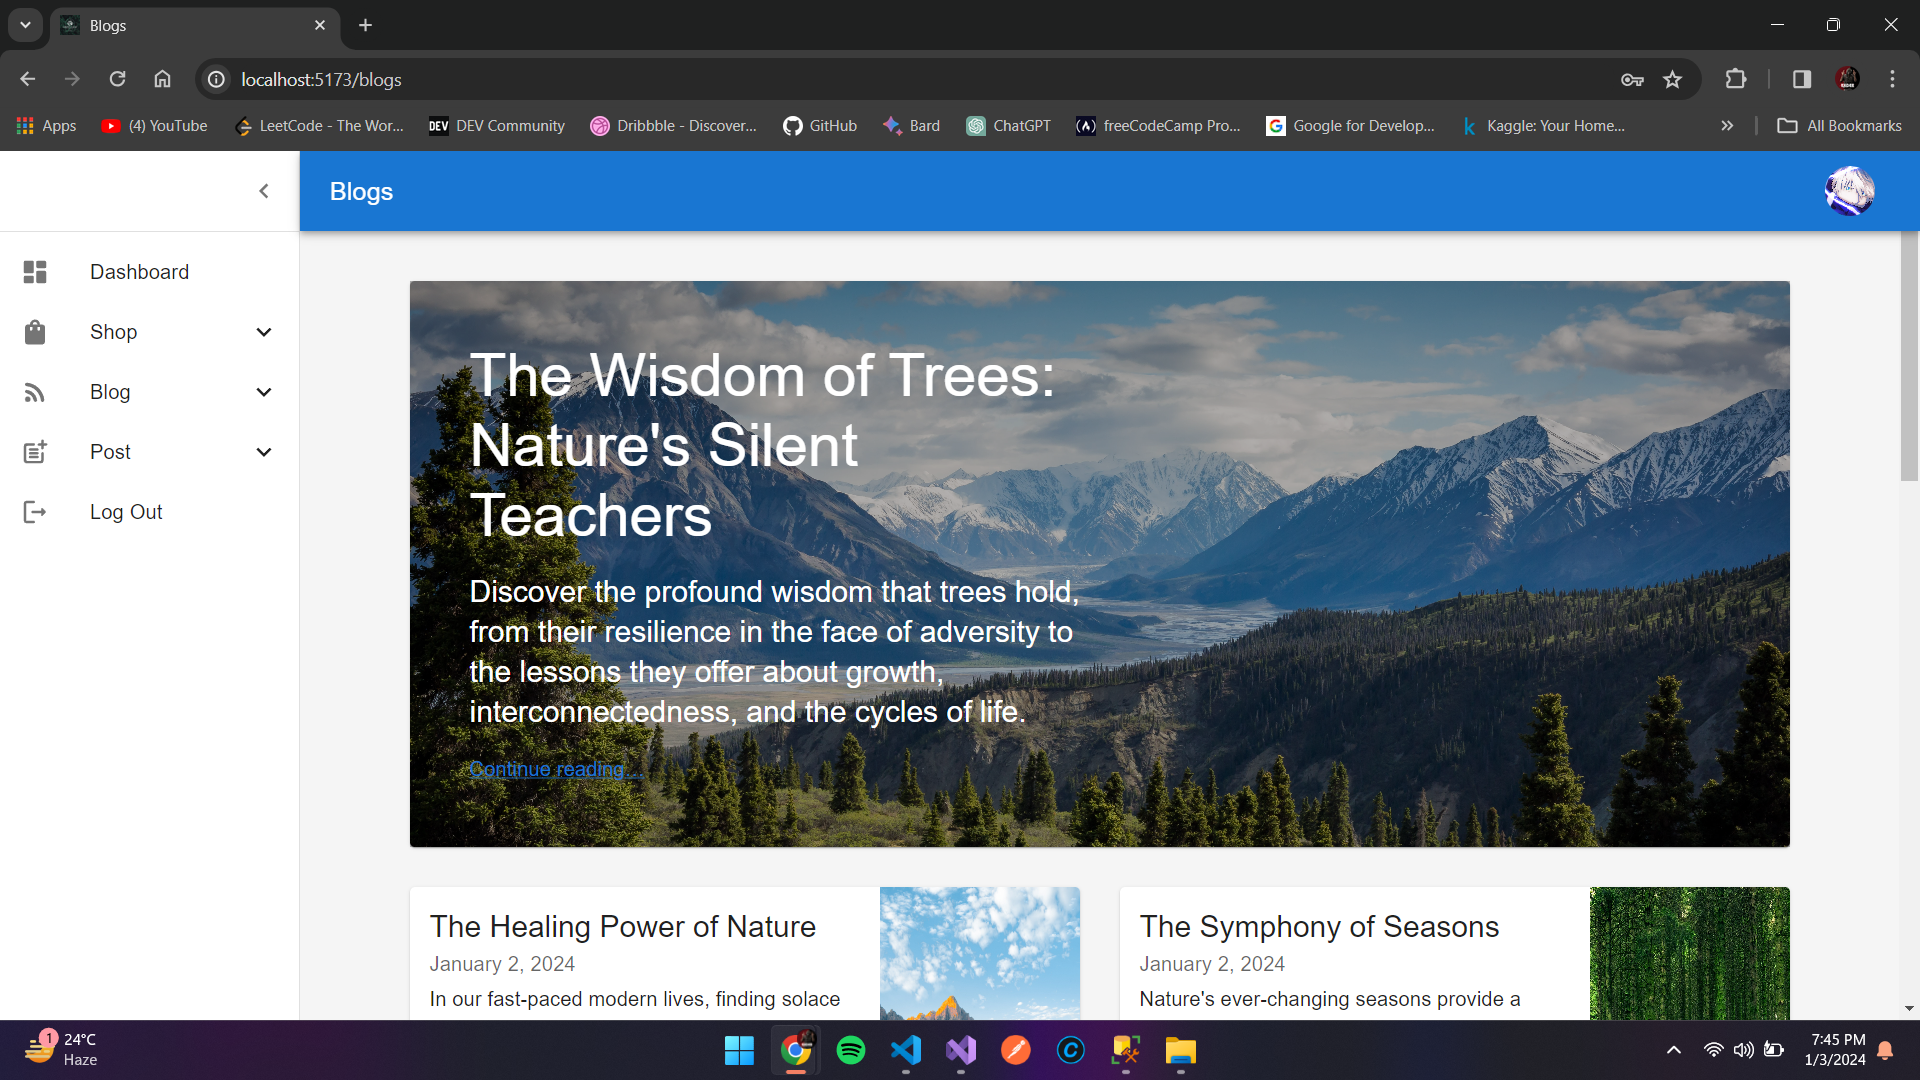 Blogs
localhost:5173/blogs
Apps
(4) YouTube
LeetCode - The Wor...
DEV
DEV Community
Dribbble - Discover...
GitHub
Bard
ChatGPT
freeCodeCamp Pro...
Google for Develop...
Kaggle: Your Home...
All Bookmarks
Blogs
Dashboard
Shop
Blog
Post
Log Out
The Wisdom of Trees:
Nature's Silent
Teachers
Discover the profound wisdom that trees hold,
from their resilience in the face of adversity to
the lessons they offer about growth,
interconnectedness, and the cycles of life.
Continue reading...
The Healing Power of Nature
January 2, 2024
In our fast-paced modern lives, finding solace
The Symphony of Seasons
January 2, 2024
Nature's ever-changing seasons provide a
1
24°C
Haze
7:45 PM
1/3/2024